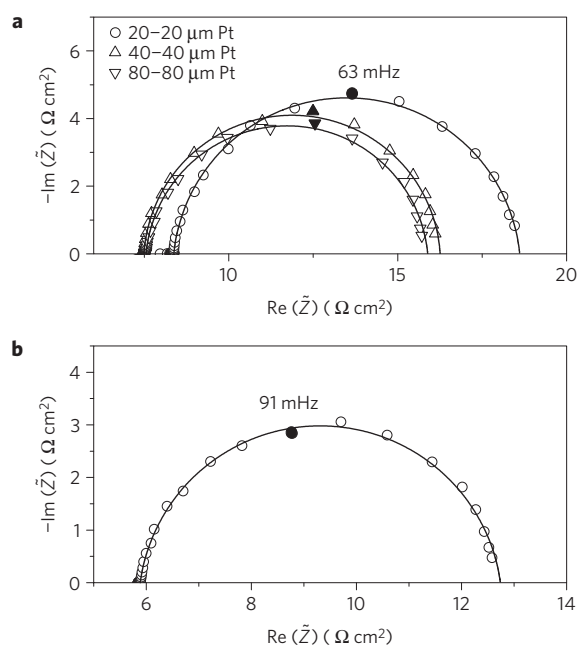 a
○ 20–20 μm Pt
△ 40–40 μm Pt
▽ 80–80 μm Pt
63 mHz
6
4
2
0
−Im (Z̃) ( Ω cm²)
10 15 20
Re (Z̃) ( Ω cm²)
b
91 mHz
4
3
2
1
0
−Im (Z̃) ( Ω cm²)
6 8 10 12 14
Re (Z̃) ( Ω cm²)